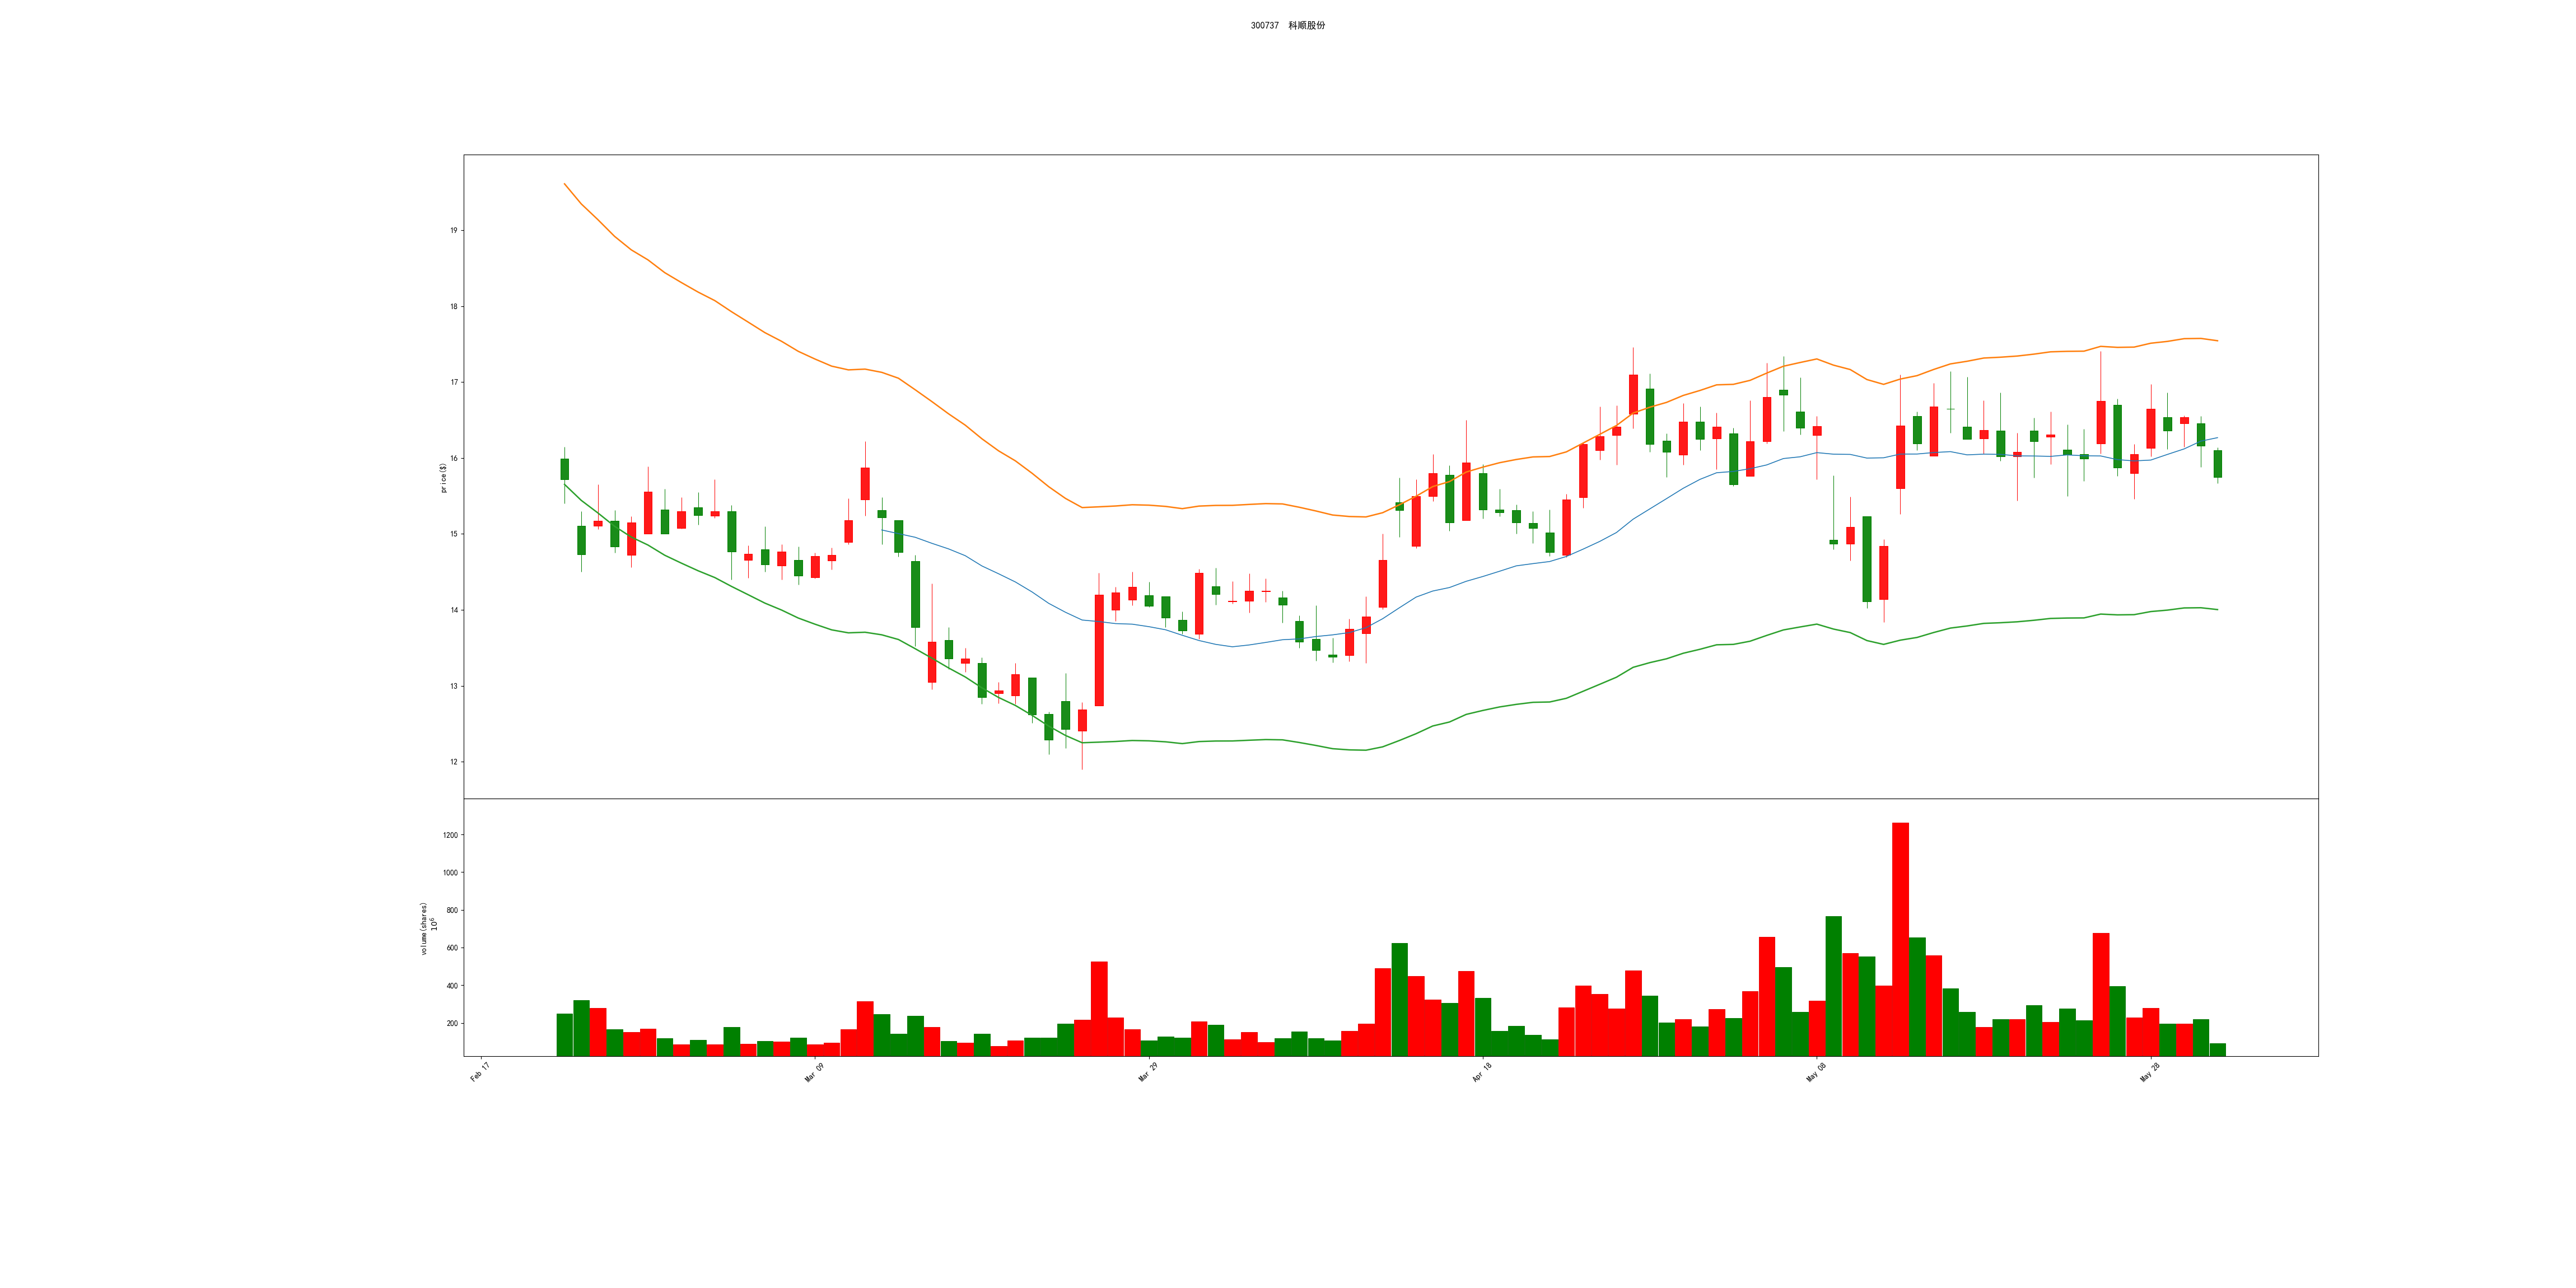 300737 科顺股份
19
18
17
16
15
14
13
12
price($)
1200
1000
800
600
400
200
volume(shares)
10^6
Feb 17
Mar 09
Mar 29
Apr 18
May 08
May 28